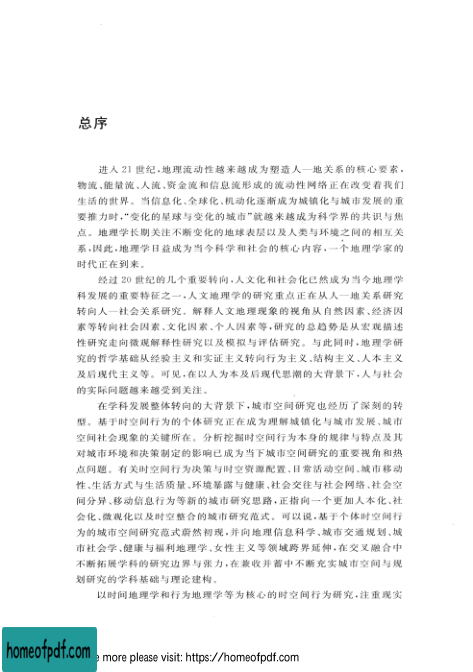 总序
进入 21 世纪,地理流动性越来越成为塑造人—地关系的核心要素,
物流、能量流、人流、资金流和信息流形成的流动性网络正在改变着我们
生活的世界。当信息化、全球化、机动化逐渐成为城镇化与城市发展的重
要推力时,“变化的星球与变化的城市”就越来越成为科学界的共识与焦
点。地理学长期关注不断变化的地球表层以及人类与环境之间的相互关
系,因此,地理学日益成为当今科学和社会的核心内容,一个地理学家的
时代正在到来。
经过 20 世纪的几个重要转向,人文化和社会化已然成为当今地理学
科发展的重要特征之一,人文地理学的研究重点正在从人—地关系研究
转向人—社会关系研究。解释人文地理现象的视角从自然因素、经济因
素等转向社会因素、文化因素、个人因素等,研究的总趋势是从宏观描述
性研究走向微观解释性研究以及模拟与评估研究。与此同时,地理学研
究的哲学基础从经验主义和实证主义转向行为主义、结构主义、人本主义
及后现代主义等。可见,在以人为本及后现代思潮的大背景下,人与社会
的实际问题越来越受到关注。
在学科发展整体转向的大背景下,城市空间研究也经历了深刻的转
型。基于时空间行为的个体研究正在成为理解城镇化与城市发展、城市
空间社会现象的关键所在。分析挖掘时空间行为本身的规律与特点及其
对城市环境和决策制定的影响已成为当下城市空间研究的重要视角和热
点问题。有关时空间行为决策与时空资源配置、日常活动空间、城市移动
性、生活方式与生活质量、环境暴露与健康、社会交往与社会网络、社会空
间分异、移动信息行为等新的城市研究思路,正指向一个更加人本化、社
会化、微观化以及时空整合的城市研究范式。可以说,基于个体时空间行
为的城市空间研究范式蔚然初现,并向地理信息科学、城市交通规划、城
市社会学、健康与福利地理学、女性主义等领域跨界延伸,在交叉融合中
不断拓展学科的研究边界与张力,在兼收并蓄中不断充实城市空间与规
划研究的学科基础与理论建构。
以时间地理学和行为地理学等为核心的时空间行为研究,注重现实
homeofpdf.com
e more please visit: https://homeofpdf.com